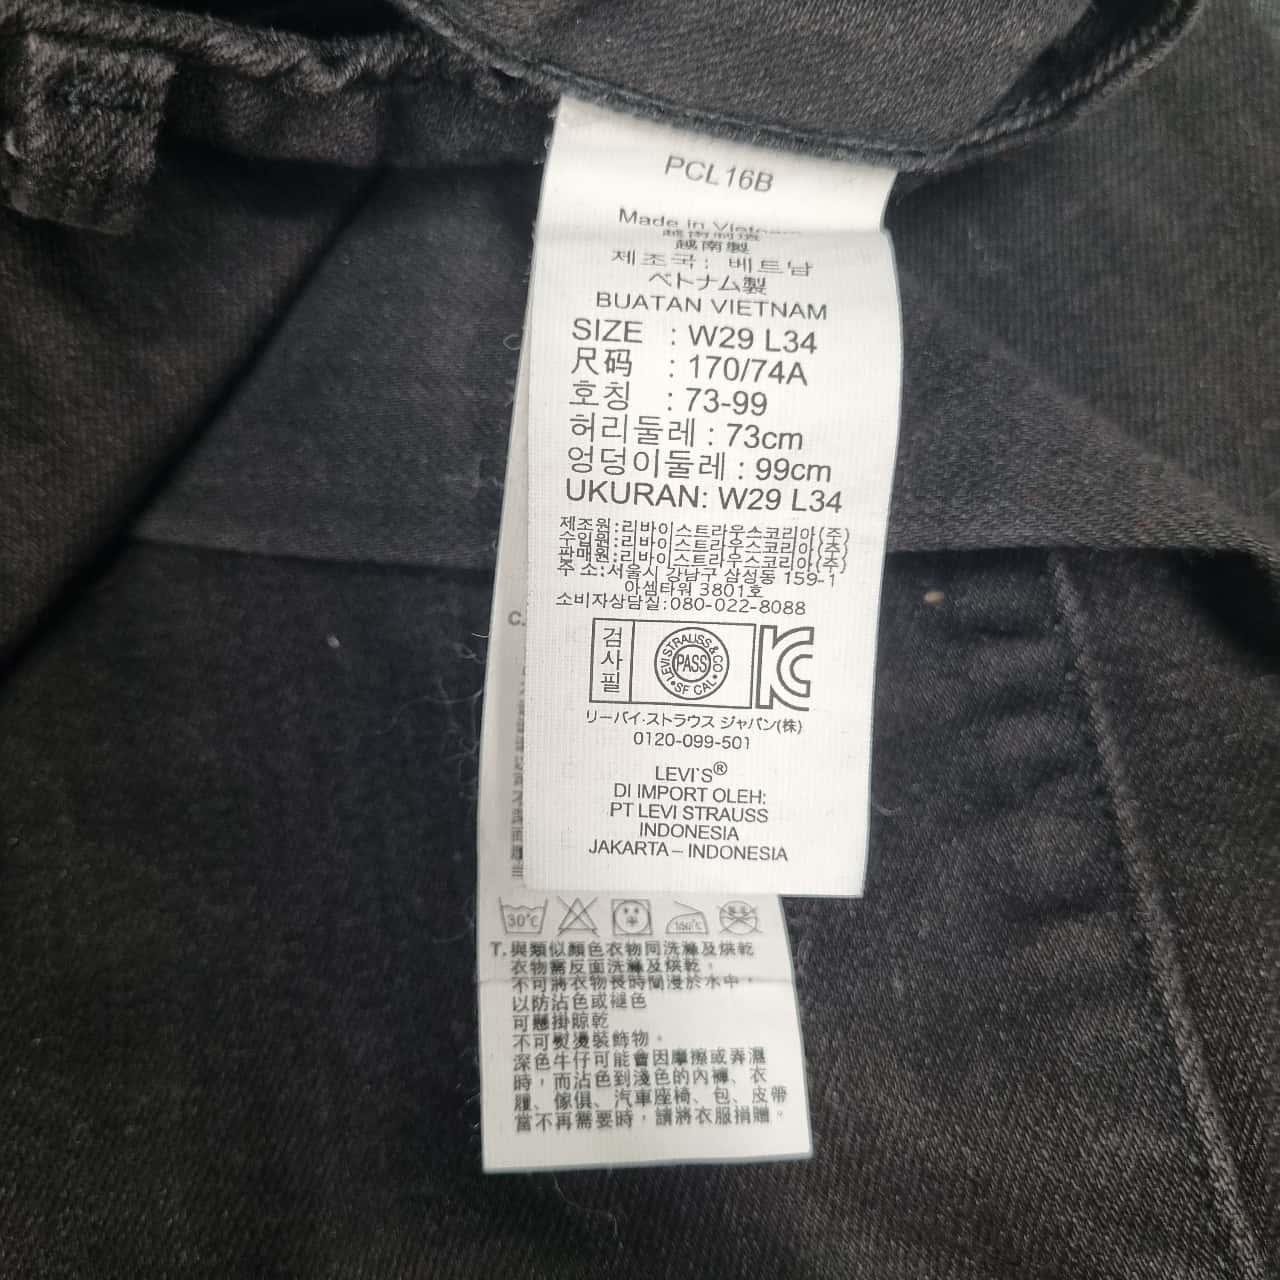 PCL16B
Made in Vietnam
越南制造
越南製
제조국: 베트남
ベトナム製
BUATAN VIETNAM
SIZE : W29 L34
尺码 : 170/74A
호칭 : 73-99
허리둘레 : 73cm
엉덩이둘레 : 99cm
UKURAN: W29 L34
제조원:리바이스트라우스코리아(주)
수입원:리바이스트라우스코리아(주)
판매원:리바이스트라우스코리아(주)
주 소:서울시 강남구 삼성동 159-1
아셈타워 3801호
소비자상담실:080-022-8088
검사필
LEVI STRAUSS & CO
PASS
SF CAL
KC
リーバイ・ストラウス ジャパン(株)
0120-099-501
LEVI'S®
DI IMPORT OLEH:
PT LEVI STRAUSS
INDONESIA
JAKARTA – INDONESIA
C.
30°C
T. 與類似顏色衣物同洗滌及烘乾
衣物需反面洗滌及烘乾，
不可將衣物長時間浸於水中，
以防沾色或褪色
可懸掛晾乾
不可熨燙裝飾物。
深色牛仔可能會因摩擦或弄濕
時，而沾色到淺色的內褲、衣
履、傢俱、汽車座椅、包、皮帶
當不再需要時，請將衣服捐贈。